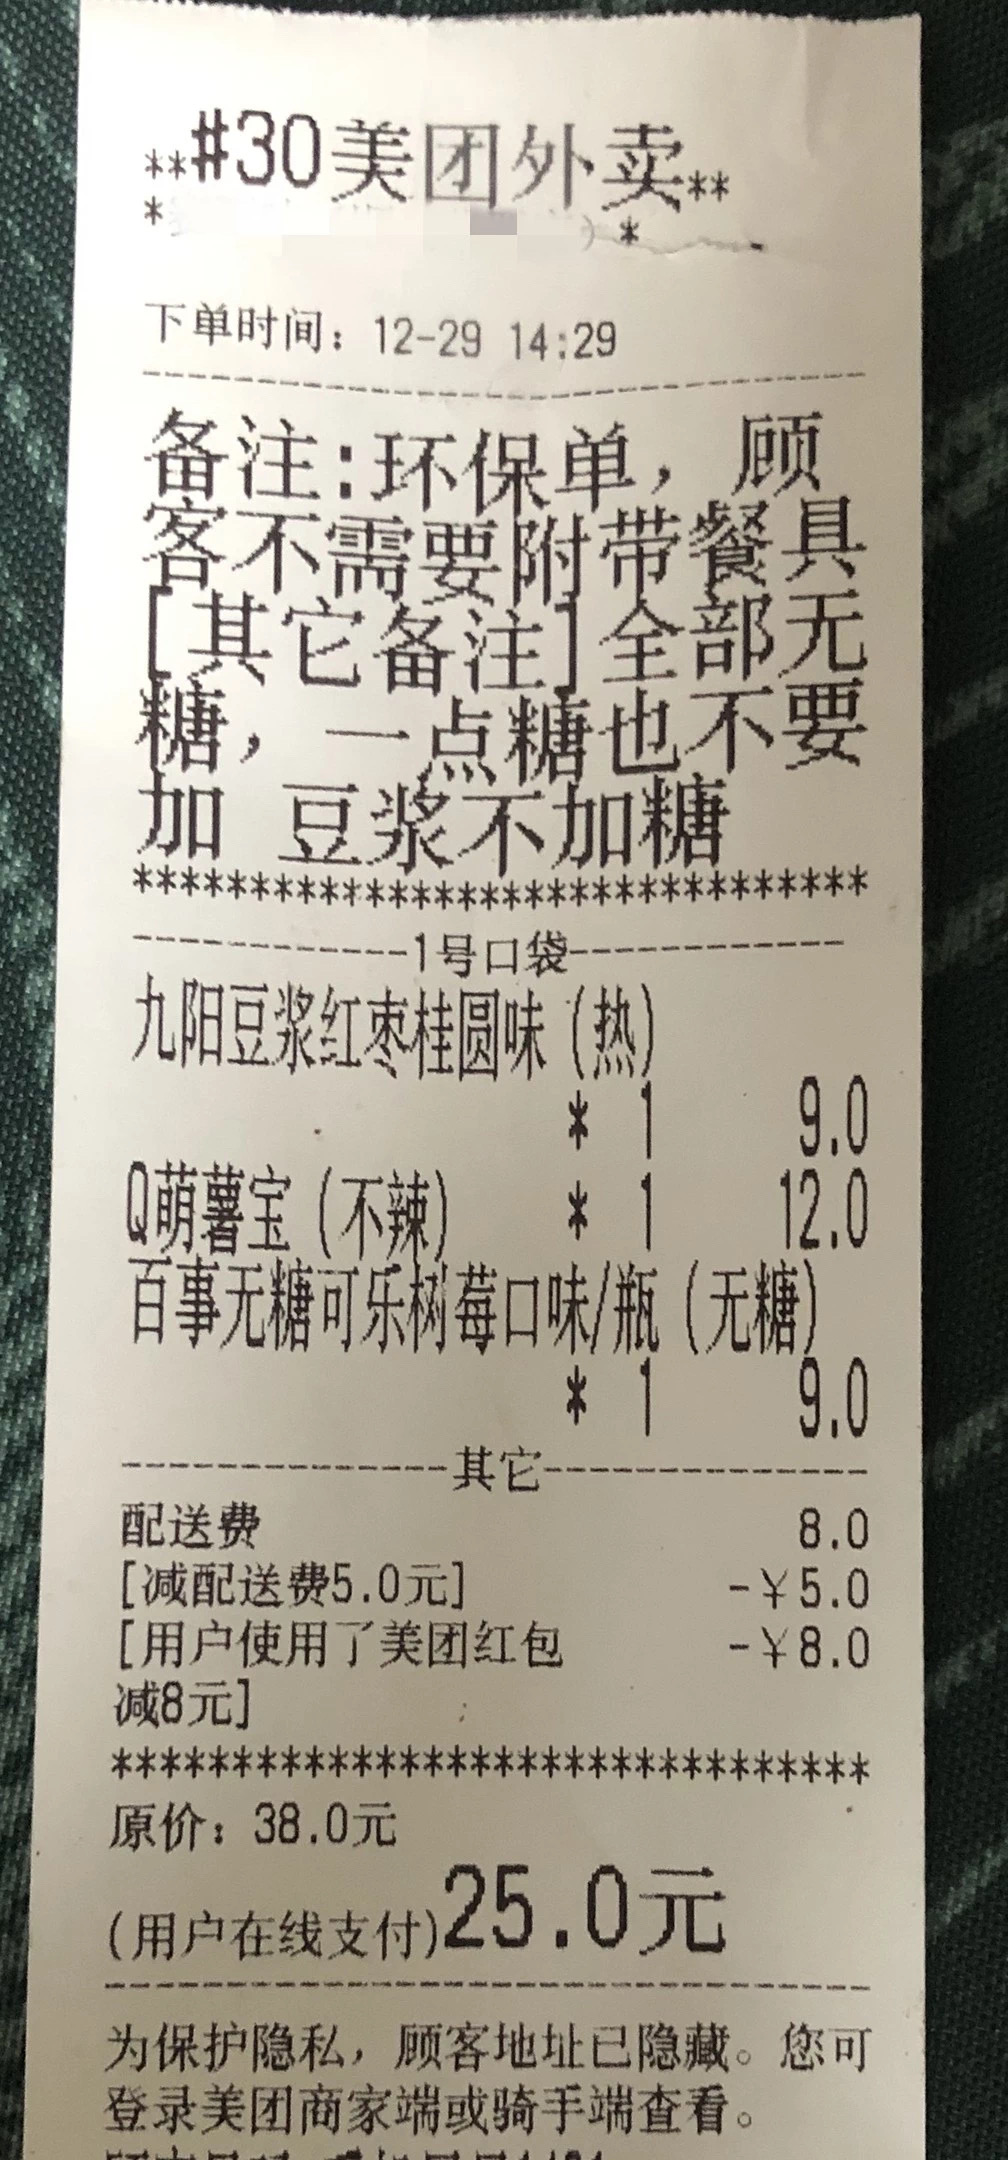 **#30美团外卖**
*
) *
下单时间：12-29 14:29
备注:环保单，顾
客不需要附带餐具
[其它备注]全部无
糖，一点糖也不要
加 豆浆不加糖
********************************
------------1号口袋------------
九阳豆浆红枣桂圆味（热）
* 1 9.0
Q萌薯宝（不辣） * 1 12.0
百事无糖可乐树莓口味/瓶（无糖）
* 1 9.0
--------------其它--------------
配送费 8.0
[减配送费5.0元] -￥5.0
[用户使用了美团红包 -￥8.0
减8元]
********************************
原价：38.0元
(用户在线支付)25.0元
为保护隐私，顾客地址已隐藏。您可
登录美团商家端或骑手端查看。